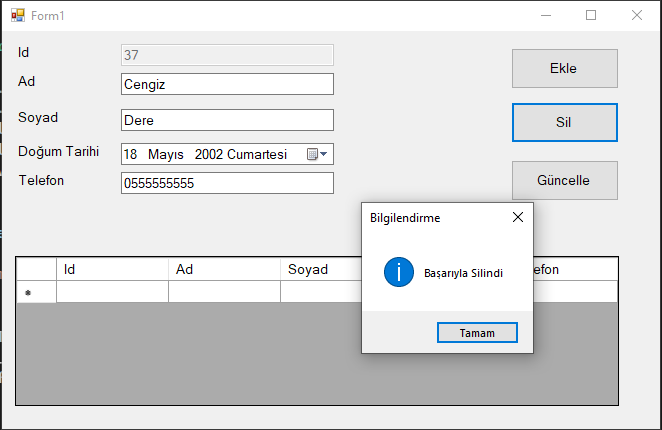 Form1
Id
37
Ekle
Ad
Cengiz
Soyad
Dere
Sil
Doğum Tarihi
18 Mayıs 2002 Cumartesi
Telefon
0555555555
Güncelle
Bilgilendirme
Başarıyla Silindi
Tamam
Id Ad Soyad efon